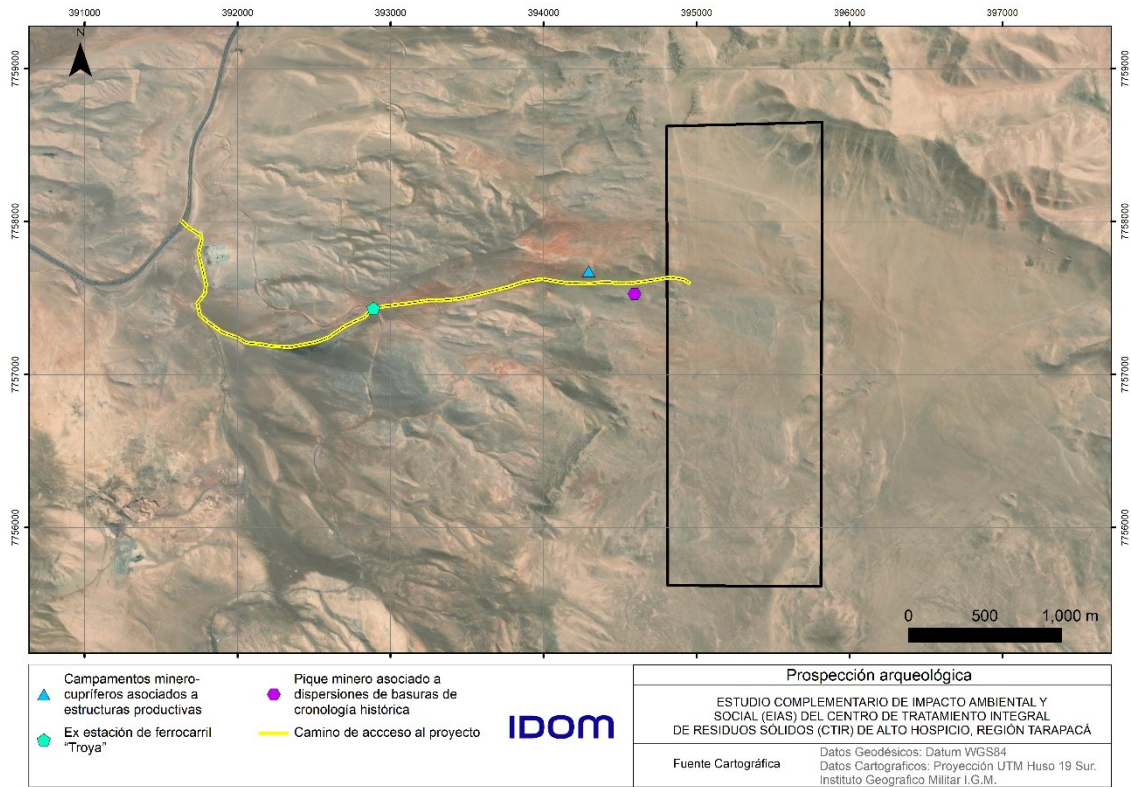 391000 392000 393000 394000 395000 396000 397000
N
7759000 7759000
7758000 7758000
7757000 7757000
7756000 7756000
0 500 1,000 m
Campamentos minero-
cupríferos asociados a
estructuras productivas
Ex estación de ferrocarril
"Troya"
Pique minero asociado a
dispersiones de basuras de
cronología histórica
Camino de accceso al proyecto
IDOM
Prospección arqueológica
ESTUDIO COMPLEMENTARIO DE IMPACTO AMBIENTAL Y
SOCIAL (EIAS) DEL CENTRO DE TRATAMIENTO INTEGRAL
DE RESIDUOS SÓLIDOS (CTIR) DE ALTO HOSPICIO, REGIÓN TARAPACÁ
Fuente Cartográfica
Datos Geodésicos: Datum WGS84
Datos Cartograficos: Proyección UTM Huso 19 Sur.
Instituto Geografico Militar I.G.M.